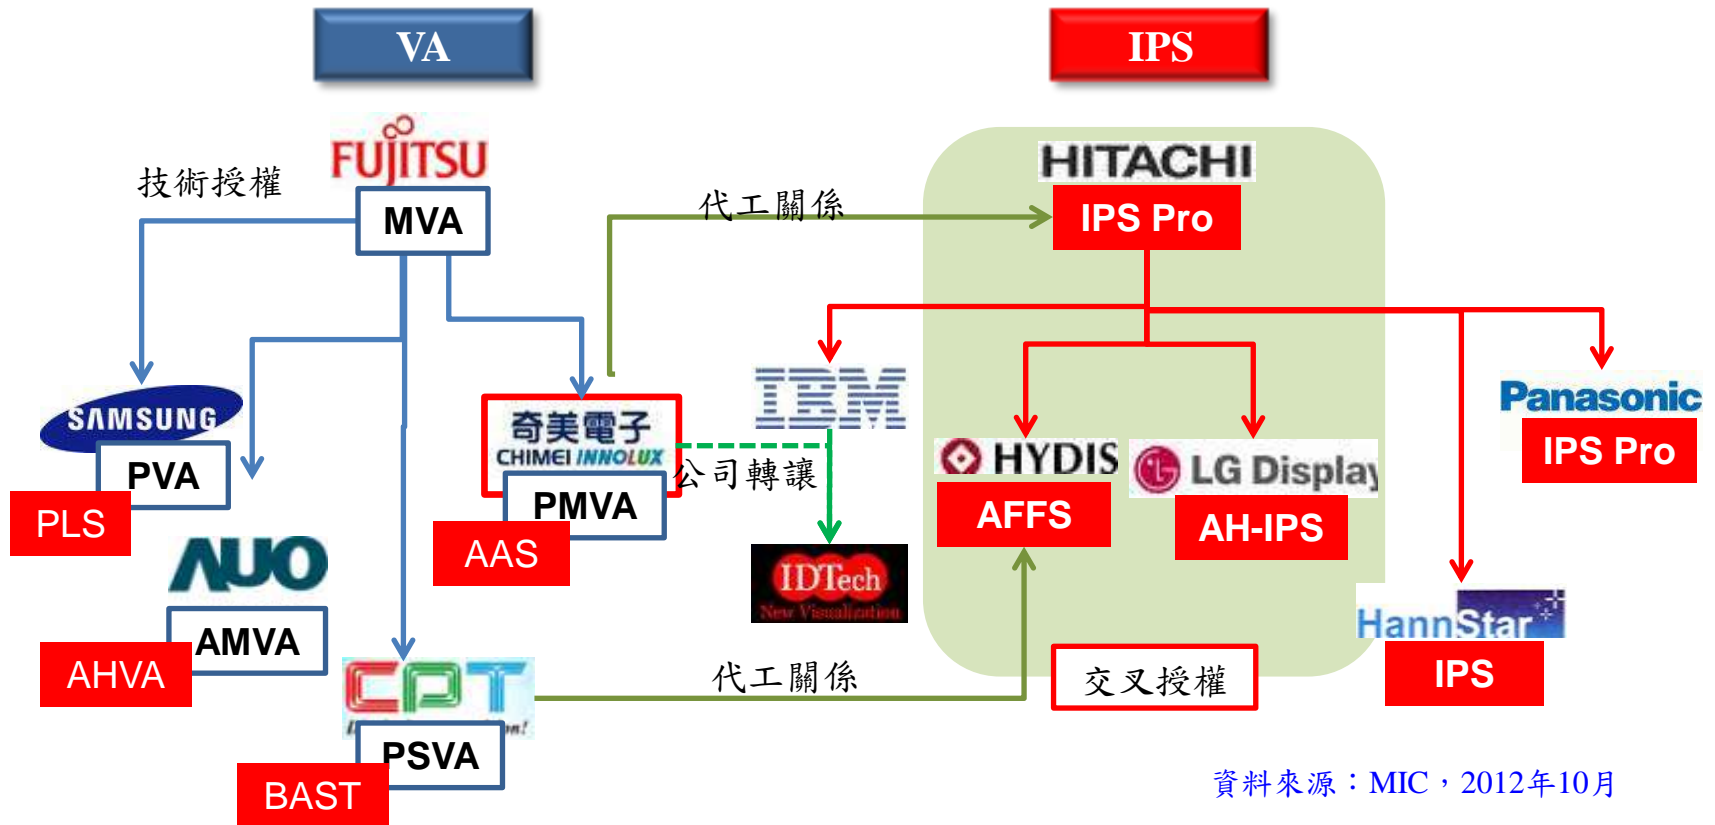 VA
IPS
FUJITSU
HITACHI
技術授權
MVA
代工關係
IPS Pro
IBM
SAMSUNG
PVA
PLS
奇美電子
CHIMEI INNOLUX
PMVA
AAS
公司轉讓
HYDIS
AFFS
LG Display
AH-IPS
Panasonic
IPS Pro
AUO
AMVA
AHVA
IDTech
New Visualization
HannStar
IPS
CPT
PSVA
BAST
代工關係
交叉授權
資料來源：MIC，2012年10月